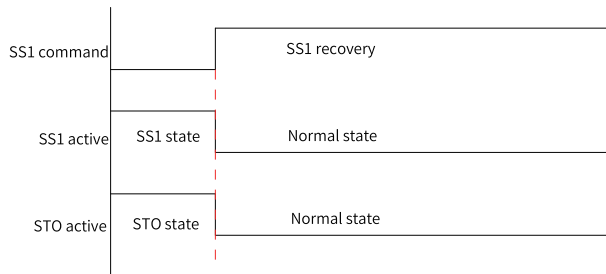 SS1 command
SS1 recovery
SS1 active
SS1 state
Normal state
STO active
STO state
Normal state